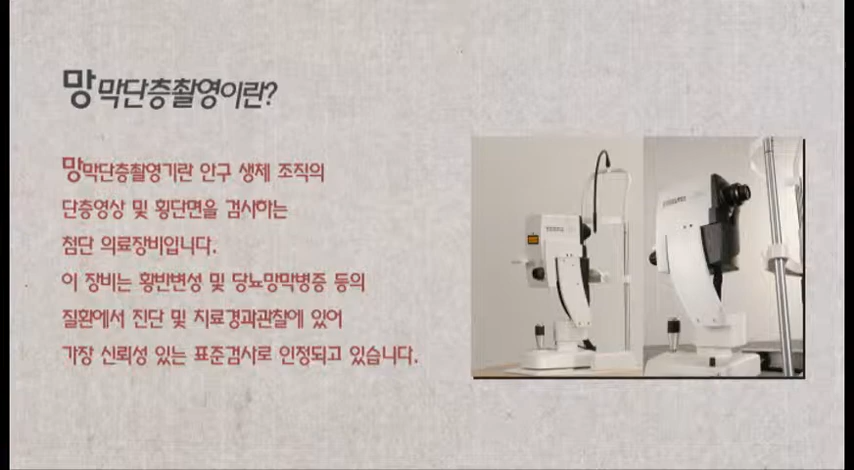 망막단층촬영이란?
망막단층촬영기란 안구 생체 조직의
단층영상 및 횡단면을 검사하는
첨단 의료장비입니다.
이 장비는 황반변성 및 당뇨망막병증 등의
질환에서 진단 및 치료경과관찰에 있어
가장 신뢰성 있는 표준검사로 인정되고 있습니다.